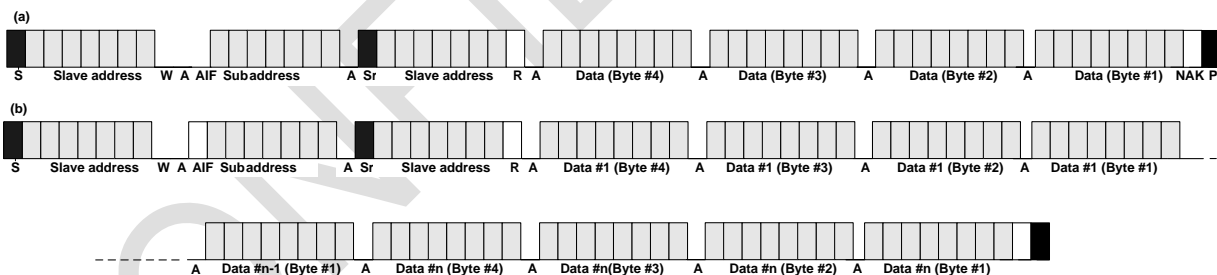 (a)
S Slave address W A AIF Subaddress A Sr Slave address R A Data (Byte #4) A Data (Byte #3) A Data (Byte #2) A Data (Byte #1) NAK P
(b)
S Slave address W A AIF Subaddress A Sr Slave address R A Data #1 (Byte #4) A Data #1 (Byte #3) A Data #1 (Byte #2) A Data #1 (Byte #1)
A Data #n-1 (Byte #1) A Data #n (Byte #4) A Data #n(Byte #3) A Data #n (Byte #2) A Data #n (Byte #1)